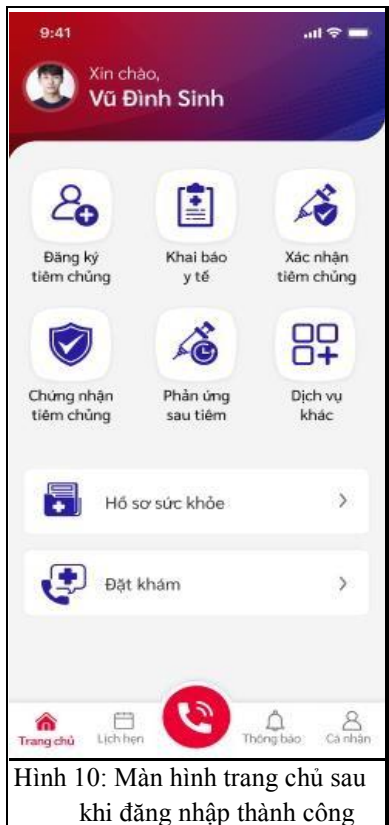 9:41
Xin chào,
Vũ Đình Sinh
Đăng ký
tiêm chủng
Khai báo
y tế
Xác nhận
tiêm chủng
Chứng nhận
tiêm chủng
Phản ứng
sau tiêm
Dịch vụ
khác
Hồ sơ sức khỏe
Đặt khám
Trang chủ
Lịch hẹn
Thông báo
Cá nhân
Hình 10: Màn hình trang chủ sau
khi đăng nhập thành công